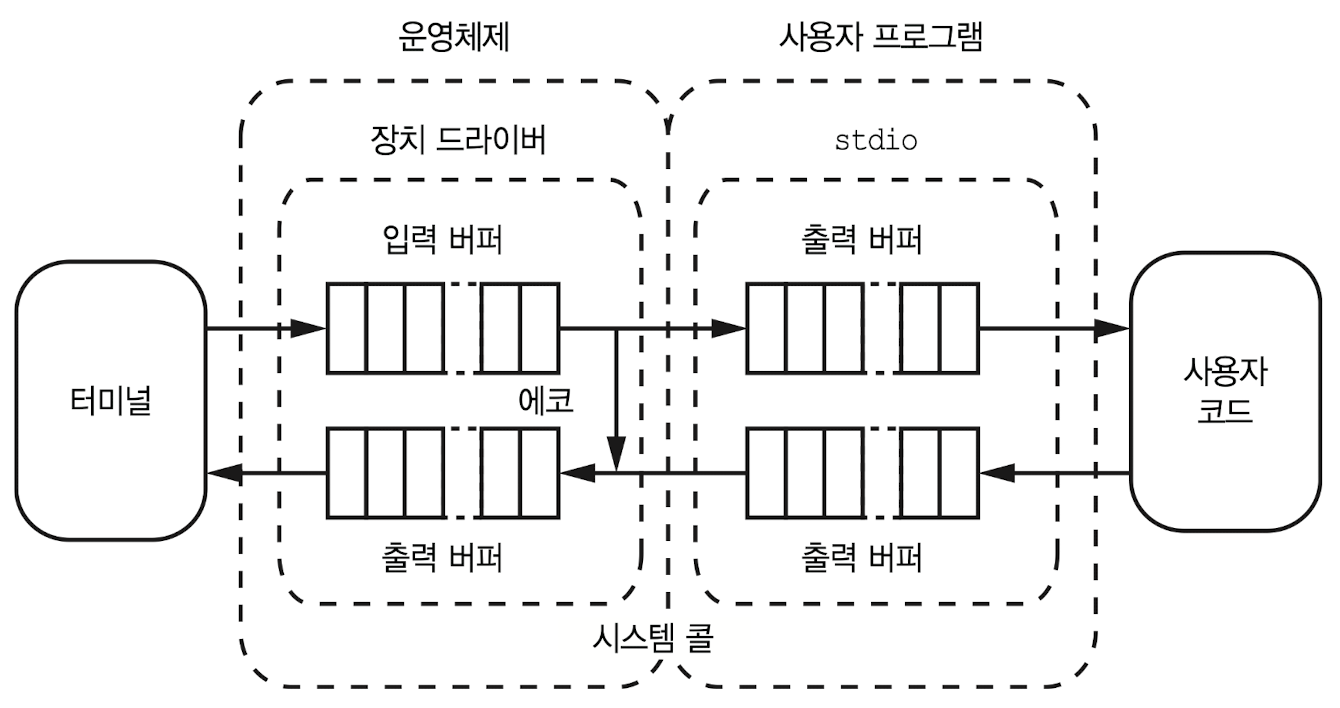 운영체제
사용자 프로그램
장치 드라이버
stdio
입력 버퍼
출력 버퍼
터미널
에코
사용자
코드
출력 버퍼
출력 버퍼
시스템 콜